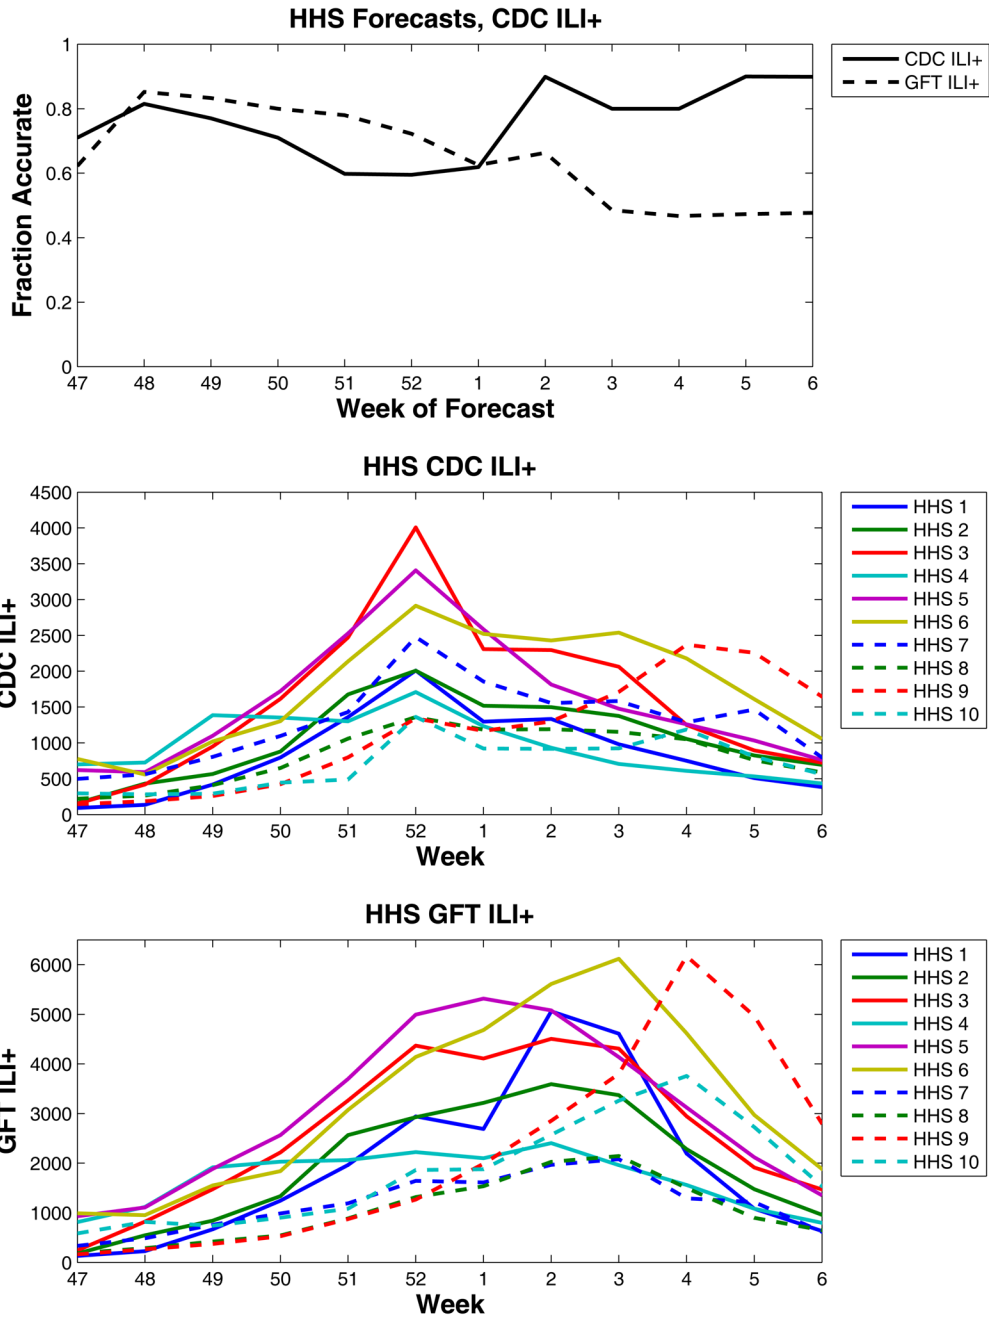 HHS Forecasts, CDC ILI+
1
0.8
0.6
0.4
0.2
0
Fraction Accurate
47 48 49 50 51 52 1 2 3 4 5 6
Week of Forecast
CDC ILI+
GFT ILI+
HHS CDC ILI+
4500
4000
3500
3000
2500
2000
1500
1000
500
0
CDC ILI+
47 48 49 50 51 52 1 2 3 4 5 6
Week
HHS 1
HHS 2
HHS 3
HHS 4
HHS 5
HHS 6
HHS 7
HHS 8
HHS 9
HHS 10
HHS GFT ILI+
6000
5000
4000
3000
2000
1000
0
GFT ILI+
47 48 49 50 51 52 1 2 3 4 5 6
Week
HHS 1
HHS 2
HHS 3
HHS 4
HHS 5
HHS 6
HHS 7
HHS 8
HHS 9
HHS 10